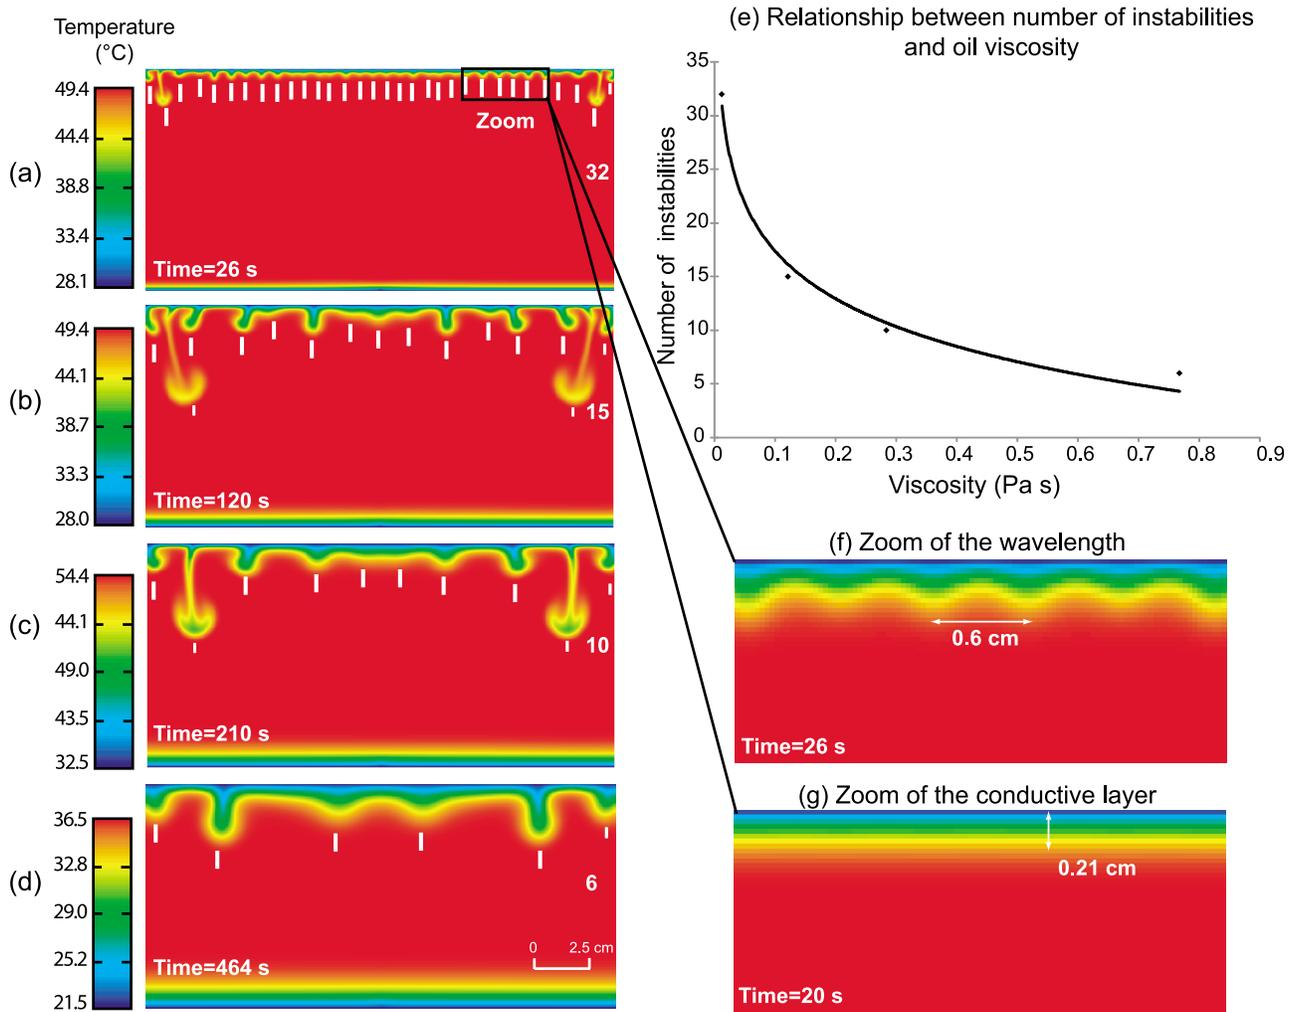 Temperature
(°C)
(a)
49.4
44.4
38.8
33.4
28.1
Zoom
32
Time=26 s
(b)
49.4
44.1
38.7
33.3
28.0
15
Time=120 s
(c)
54.4
44.1
49.0
43.5
32.5
10
Time=210 s
(d)
36.5
32.8
29.0
25.2
21.5
6
0 2.5 cm
Time=464 s
(e) Relationship between number of instabilities
and oil viscosity
Number of instabilities
35
30
25
20
15
10
5
0
0 0.1 0.2 0.3 0.4 0.5 0.6 0.7 0.8 0.9
Viscosity (Pa s)
(f) Zoom of the wavelength
0.6 cm
Time=26 s
(g) Zoom of the conductive layer
0.21 cm
Time=20 s